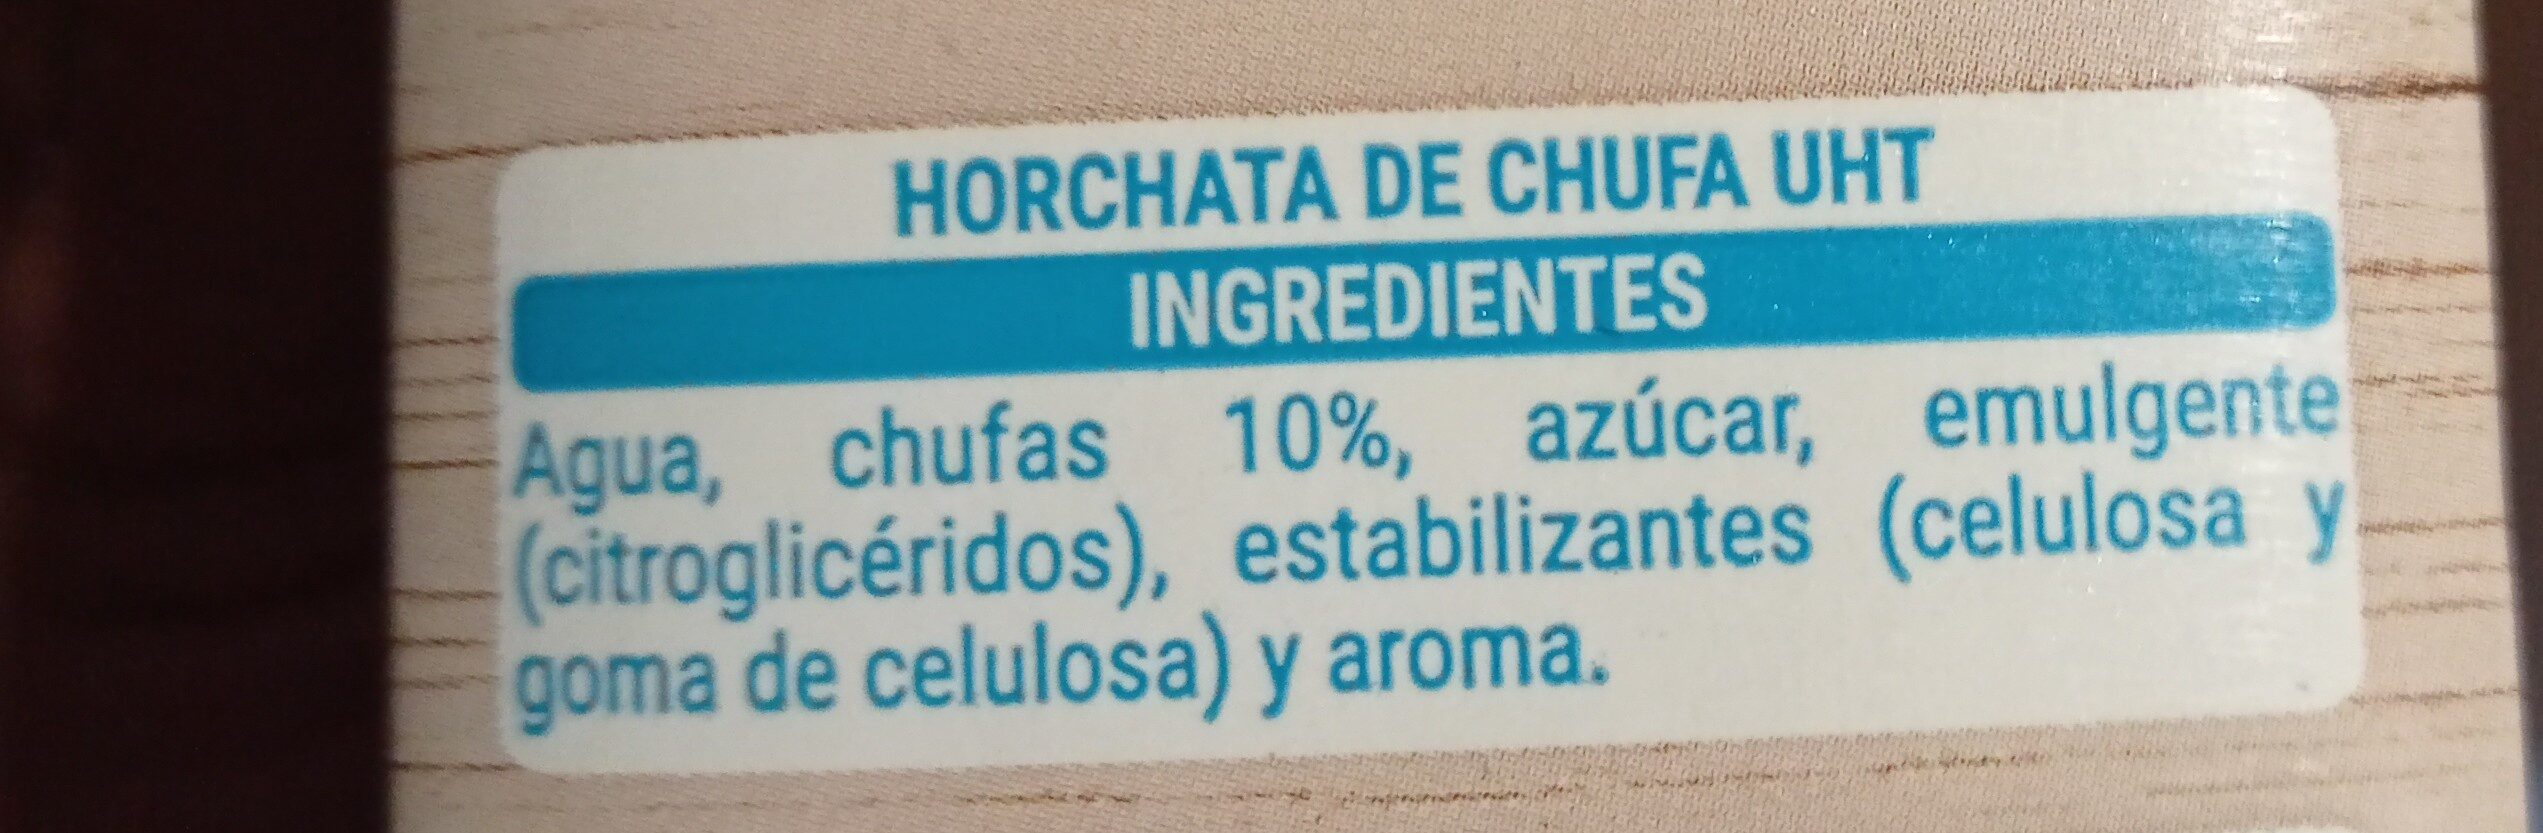 HORCHATA DE CHUFA UHT
INGREDIENTES
Agua, chufas 10%, azúcar, emulgente
(citroglicéridos), estabilizantes (celulosa y
goma de celulosa) y aroma.